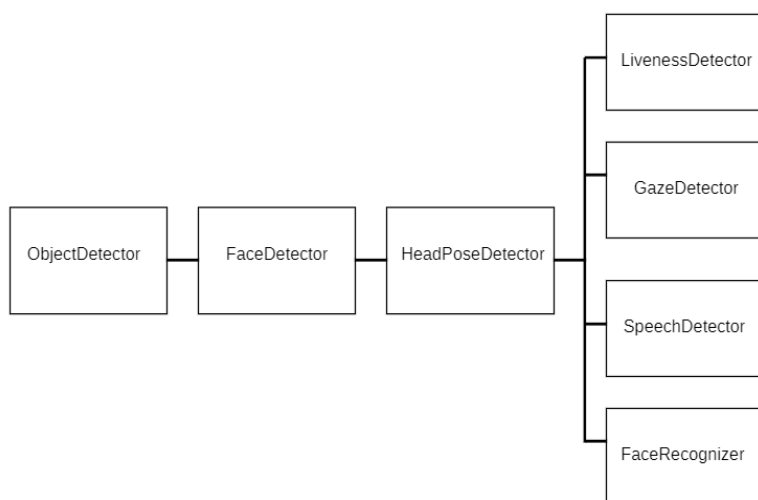 ObjectDetector
FaceDetector
HeadPoseDetector
LivenessDetector
GazeDetector
SpeechDetector
FaceRecognizer